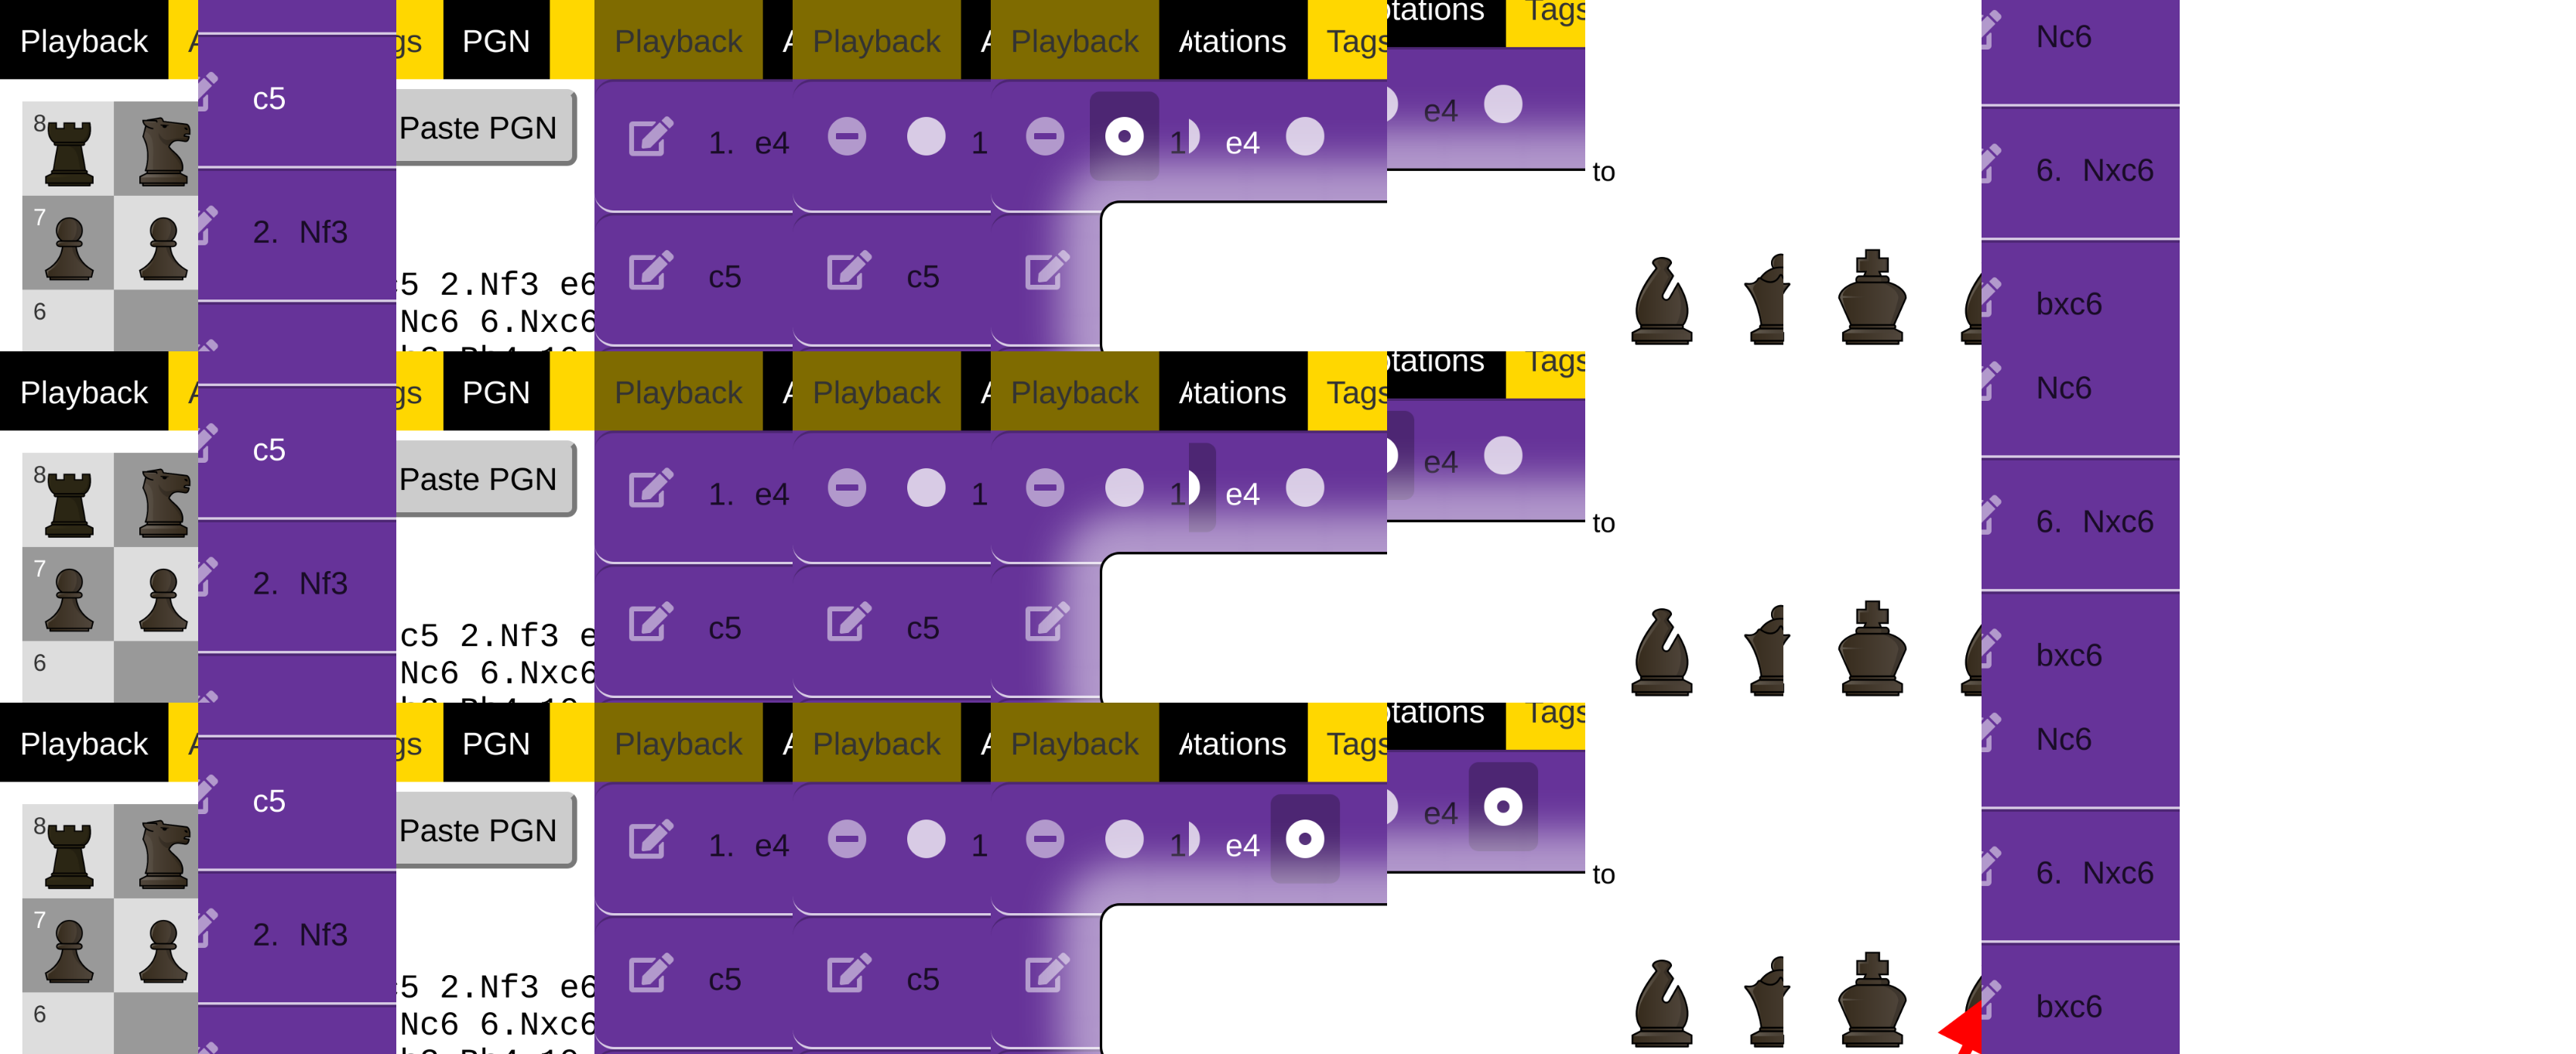 Playback A gs PGN Playback A Playback A Playback Atations Tags otations Tags
Nc6
c5
8 Paste PGN 1. e4 1 1 e4 e4
to
6. Nxc6
7 2. Nf3
5 2.Nf3 e6 c5 c5
6 Nc6 6.Nxc6 bxc6
Playback A gs PGN Playback A Playback A Playback Atations Tags otations Tags
Nc6
c5
8 Paste PGN 1. e4 1 1 e4 e4
to
6. Nxc6
7 2. Nf3
c5 2.Nf3 e c5 c5
6 Nc6 6.Nxc6 bxc6
Playback A gs PGN Playback A Playback A Playback Atations Tags otations Tags
Nc6
c5
8 Paste PGN 1. e4 1 1 e4 e4
to
6. Nxc6
7 2. Nf3
5 2.Nf3 e6 c5 c5
6 Nc6 6.Nxc6 bxc6